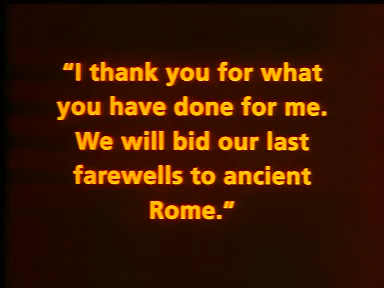 “I thank you for what
you have done for me.
We will bid our last
farewells to ancient
Rome.”